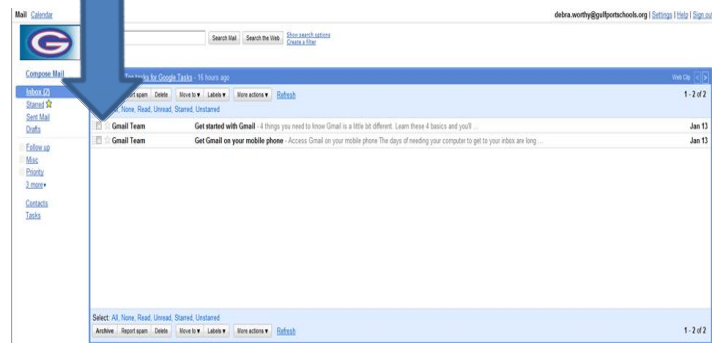 Mail Calendar
debra.worthy@gulfportschools.org | Settings | Help | Sign out
G
Search Mail Search the Web Show search options
Create a filter
Compose Mail
Inbox (2)
Starred
Sent Mail
Drafts
Follow up
Misc
Priority
3 more▾
Contacts
Tasks
tasks for Google Tasks - 16 hours ago
Web Clip < >
Report spam Delete Move to ▾ Labels ▾ More actions ▾ Refresh
1 - 2 of 2
All, None, Read, Unread, Starred, Unstarred
Gmail Team Get started with Gmail - 4 things you need to know Gmail is a little bit different. Learn these 4 basics and you'll ... Jan 13
Gmail Team Get Gmail on your mobile phone - Access Gmail on your mobile phone The days of needing your computer to get to your inbox are long ... Jan 13
Select: All, None, Read, Unread, Starred, Unstarred
Archive Report spam Delete Move to ▾ Labels ▾ More actions ▾ Refresh
1 - 2 of 2